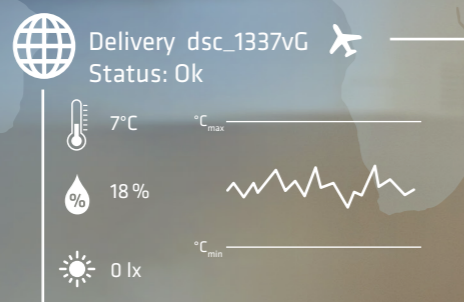 Delivery dsc_1337vG
Status: Ok
7°C
°Cmax
%
18%
°Cmin
0 lx